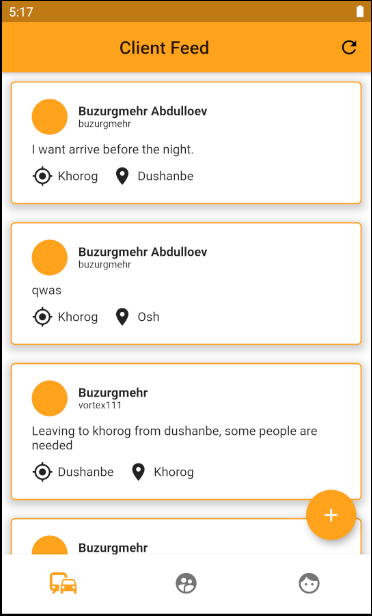 5:17
Client Feed
Buzurgmehr Abdulloev
buzurgmehr
I want arrive before the night.
Khorog Dushanbe
Buzurgmehr Abdulloev
buzurgmehr
qwas
Khorog Osh
Buzurgmehr
vortex111
Leaving to khorog from dushanbe, some people are
needed
Dushanbe Khorog
Buzurgmehr